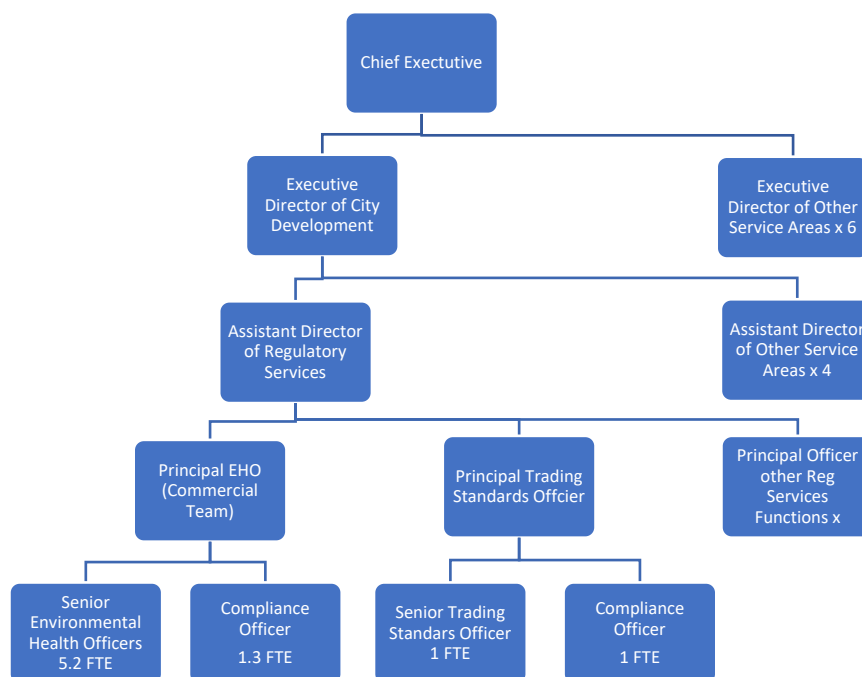 Chief Exectutive
Executive
Director of City
Development
Executive
Director of Other
Service Areas x 6
Assistant Director
of Regulatory
Services
Assistant Director
of Other Service
Areas x 4
Principal EHO
(Commercial
Team)
Principal Trading
Standards Offcier
Principal Officer
other Reg
Services
Functions x
Senior
Environmental
Health Officers
5.2 FTE
Compliance
Officer
1.3 FTE
Senior Trading
Standars Officer
1 FTE
Compliance
Officer
1 FTE